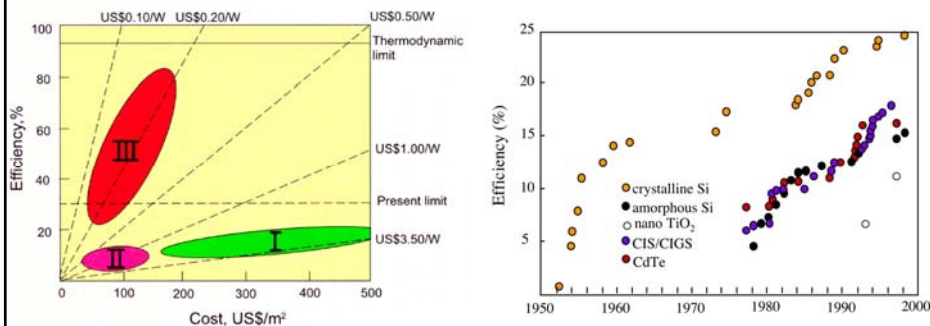 US$0.10/W
US$0.20/W
US$0.50/W
100
80
60
40
20
Efficiency,%
Thermodynamic
limit
III
US$1.00/W
Present limit
II
I
US$3.50/W
0
100
200
300
400
500
Cost, US$/m²
25
20
15
10
5
Efficiency (%)
crystalline Si
amorphous Si
nano TiO₂
CIS/CIGS
CdTe
1950
1960
1970
1980
1990
2000